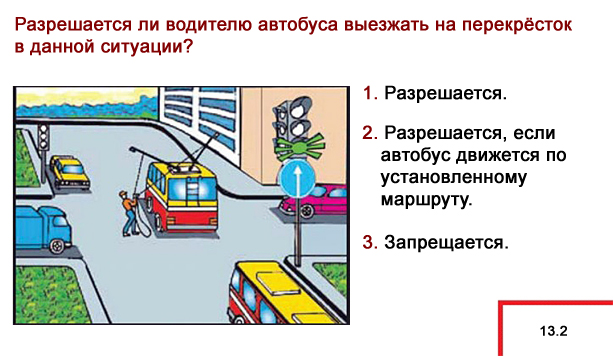 Разрешается ли водителю автобуса выезжать на перекрёсток
в данной ситуации?
1. Разрешается.
2. Разрешается, если
автобус движется по
установленному
маршруту.
3. Запрещается.
13.2